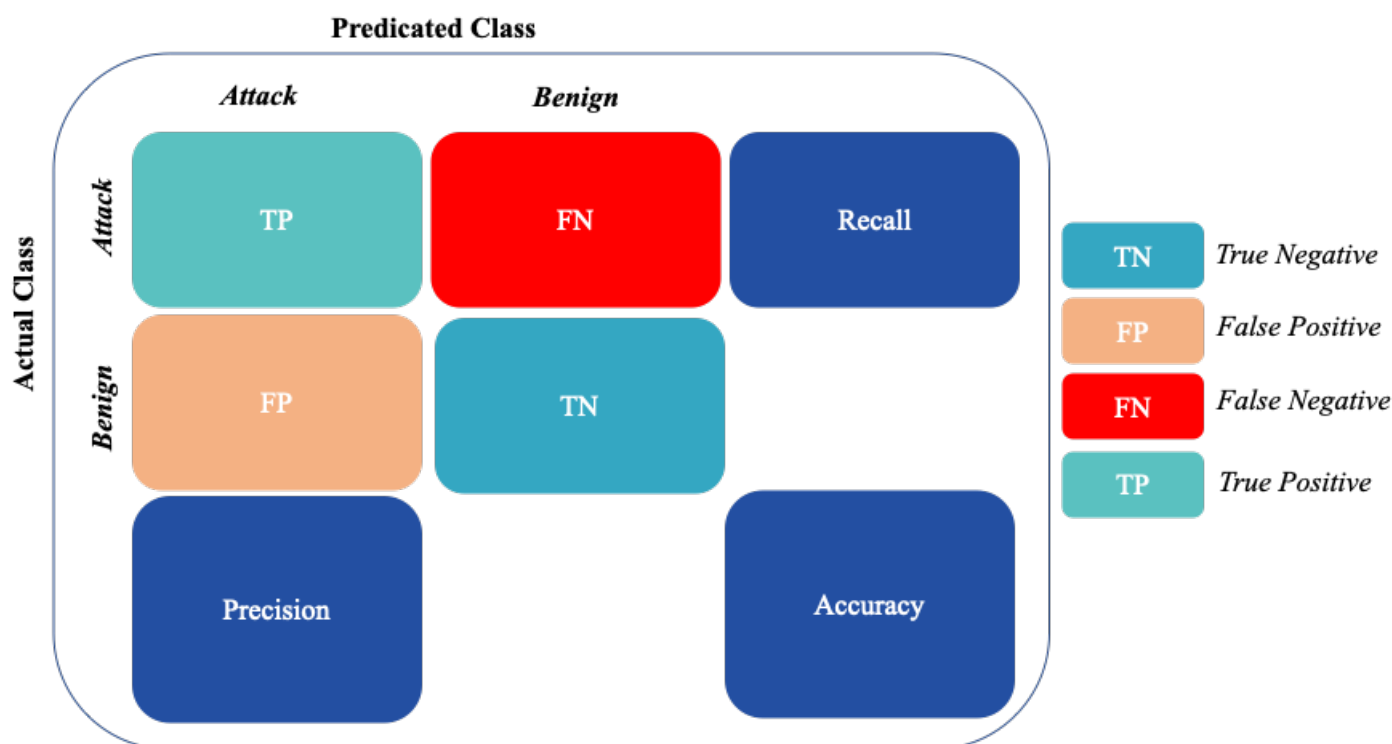 Predicated Class
Attack
Benign
Actual Class
Attack
TP
FN
Recall
Benign
FP
TN
Precision
Accuracy
TN True Negative
FP False Positive
FN False Negative
TP True Positive